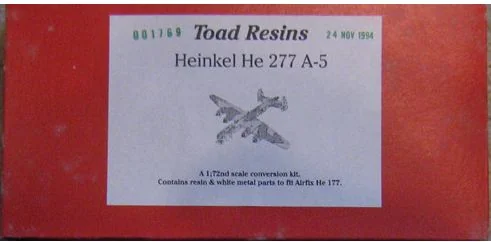 001769 Toad Resins 24 NOV 1994
Heinkel He 277 A-5
A 1;72nd scale conversion kit.
Contains resin & white metal parts to fit Airfix He 177.